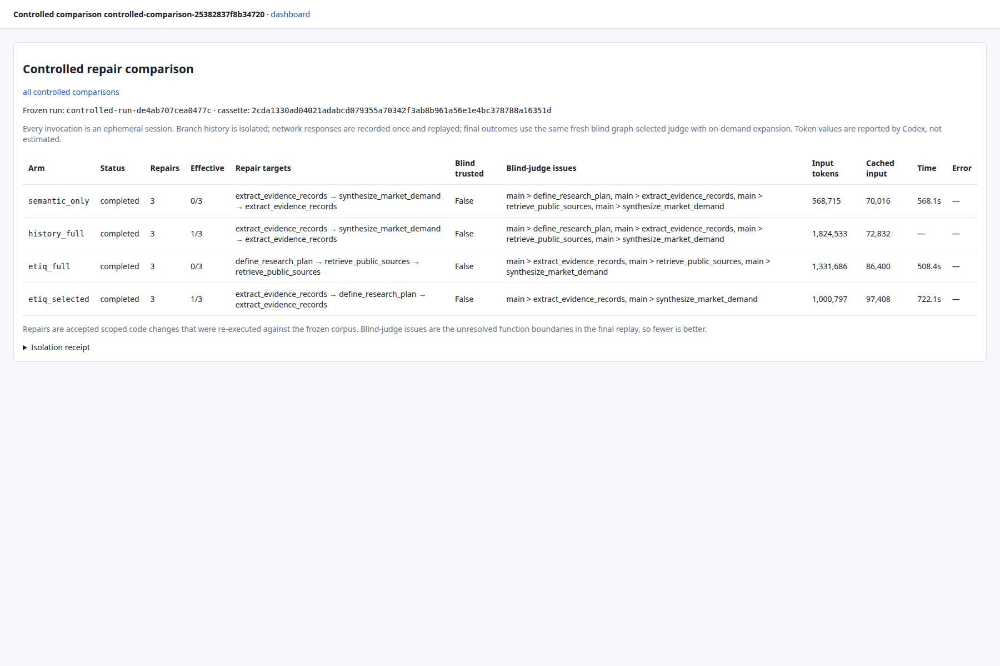 Controlled comparison controlled-comparison-25382837f8b34720 · dashboard
Controlled repair comparison
all controlled comparisons
Frozen run: controlled-run-de4ab707cea0477c · cassette: 2cda1330ad04021adabcd079355a70342f3ab8b961a56e1e4bc378788a16351d
Every invocation is an ephemeral session. Branch history is isolated; network responses are recorded once and replayed; final outcomes use the same fresh blind graph-selected judge with on-demand expansion. Token values are reported by Codex, not
estimated.
Arm Status Repairs Effective Repair targets Blind trusted Blind-judge issues Input tokens Cached input Time Error
semantic_only completed 3 0/3 extract_evidence_records → synthesize_market_demand → extract_evidence_records False main > define_research_plan, main > extract_evidence_records, main > retrieve_public_sources, main > synthesize_market_demand 568,715 70,016 568.1s —
history_full completed 3 1/3 extract_evidence_records → synthesize_market_demand → extract_evidence_records False main > define_research_plan, main > extract_evidence_records, main > retrieve_public_sources, main > synthesize_market_demand 1,824,533 72,832 — —
etiq_full completed 3 0/3 define_research_plan → retrieve_public_sources → retrieve_public_sources False main > extract_evidence_records, main > retrieve_public_sources, main > synthesize_market_demand 1,331,686 86,400 508.4s —
etiq_selected completed 3 1/3 extract_evidence_records → define_research_plan → extract_evidence_records False main > extract_evidence_records, main > synthesize_market_demand 1,000,797 97,408 722.1s —
Repairs are accepted scoped code changes that were re-executed against the frozen corpus. Blind-judge issues are the unresolved function boundaries in the final replay, so fewer is better.
▶ Isolation receipt